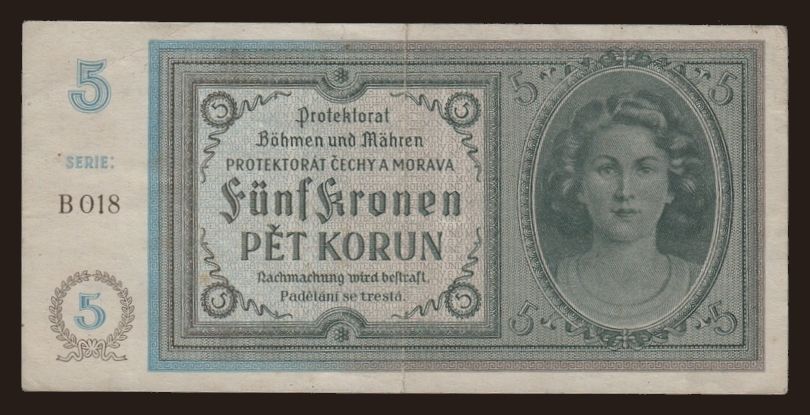 5
SERIE:
B 018
5
Protektorat
Böhmen und Mähren
PROTEKTORÁT ČECHY A MORAVA
Fünf Kronen
PĚT KORUN
Nachmachung wird bestraft.
Padělání se trestá.
5
5
5
5
5
5
5
5